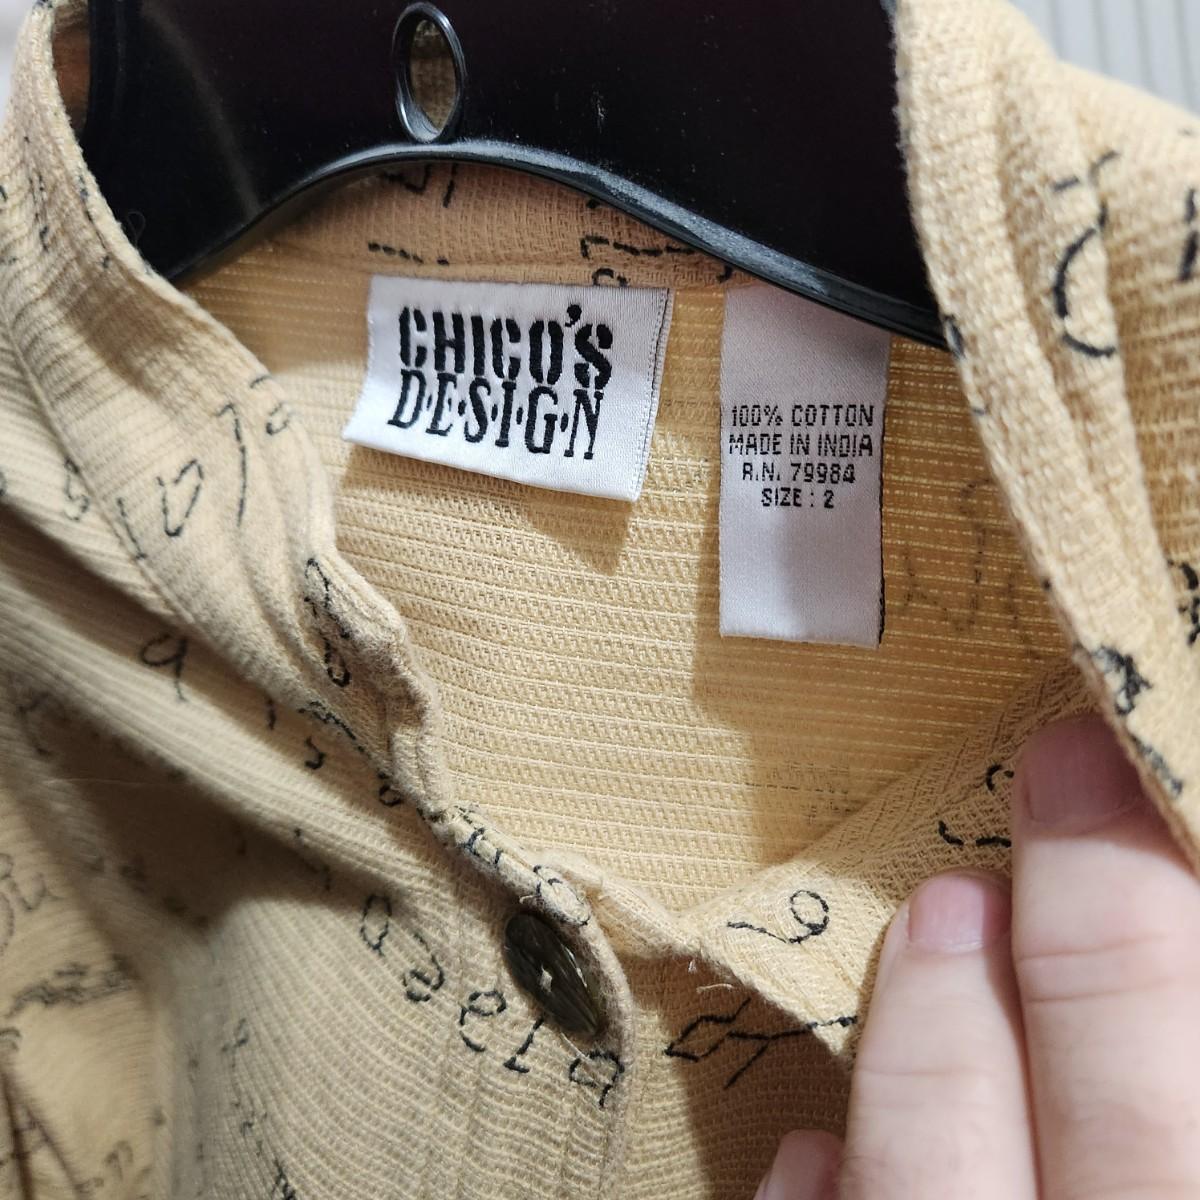 CHICO'S
D·E·S·I·G·N
100% COTTON
MADE IN INDIA
R.N. 79984
SIZE : 2